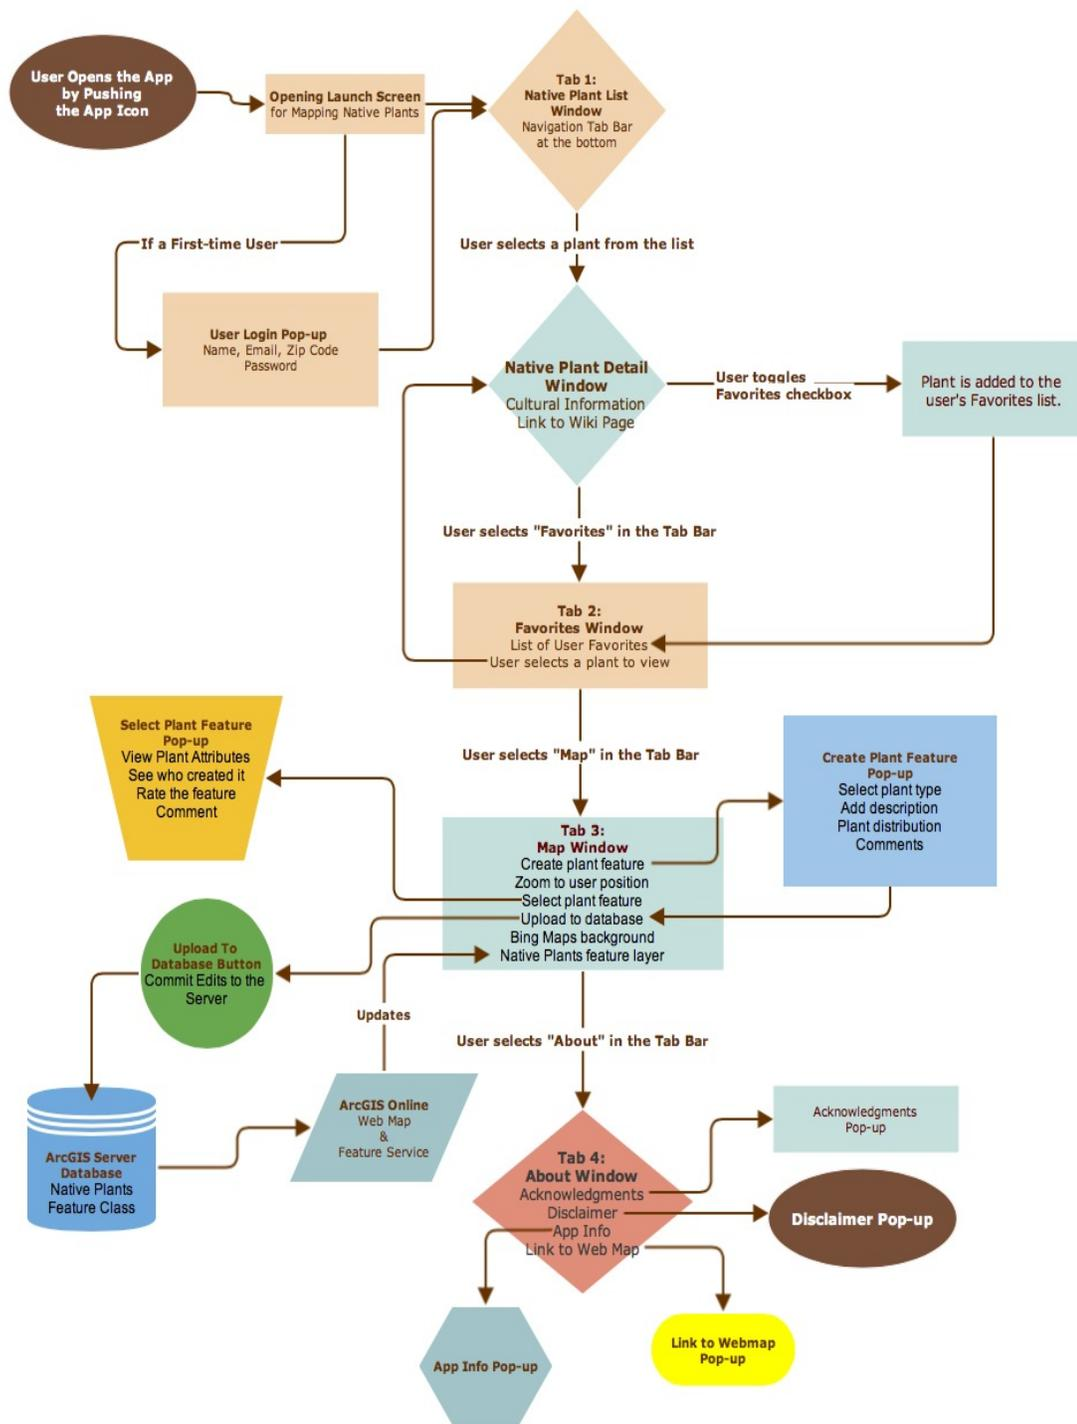 User Opens the App
by Pushing
the App Icon
Opening Launch Screen
for Mapping Native Plants
Tab 1:
Native Plant List
Window
Navigation Tab Bar
at the bottom
If a First-time User
User selects a plant from the list
User Login Pop-up
Name, Email, Zip Code
Password
Native Plant Detail
Window
Cultural Information
Link to Wiki Page
User toggles
Favorites checkbox
Plant is added to the
user's Favorites list.
User selects "Favorites" in the Tab Bar
Tab 2:
Favorites Window
List of User Favorites
User selects a plant to view
User selects "Map" in the Tab Bar
Select Plant Feature
Pop-up
View Plant Attributes
See who created it
Rate the feature
Comment
Create Plant Feature
Pop-up
Select plant type
Add description
Plant distribution
Comments
Tab 3:
Map Window
Create plant feature
Zoom to user position
Select plant feature
Upload to database
Bing Maps background
Native Plants feature layer
Upload To
Database Button
Commit Edits to the
Server
Updates
User selects "About" in the Tab Bar
ArcGIS Server
Database
Native Plants
Feature Class
ArcGIS Online
Web Map
&
Feature Service
Tab 4:
About Window
Acknowledgments
Disclaimer
App Info
Link to Web Map
Acknowledgments
Pop-up
Disclaimer Pop-up
App Info Pop-up
Link to Webmap
Pop-up